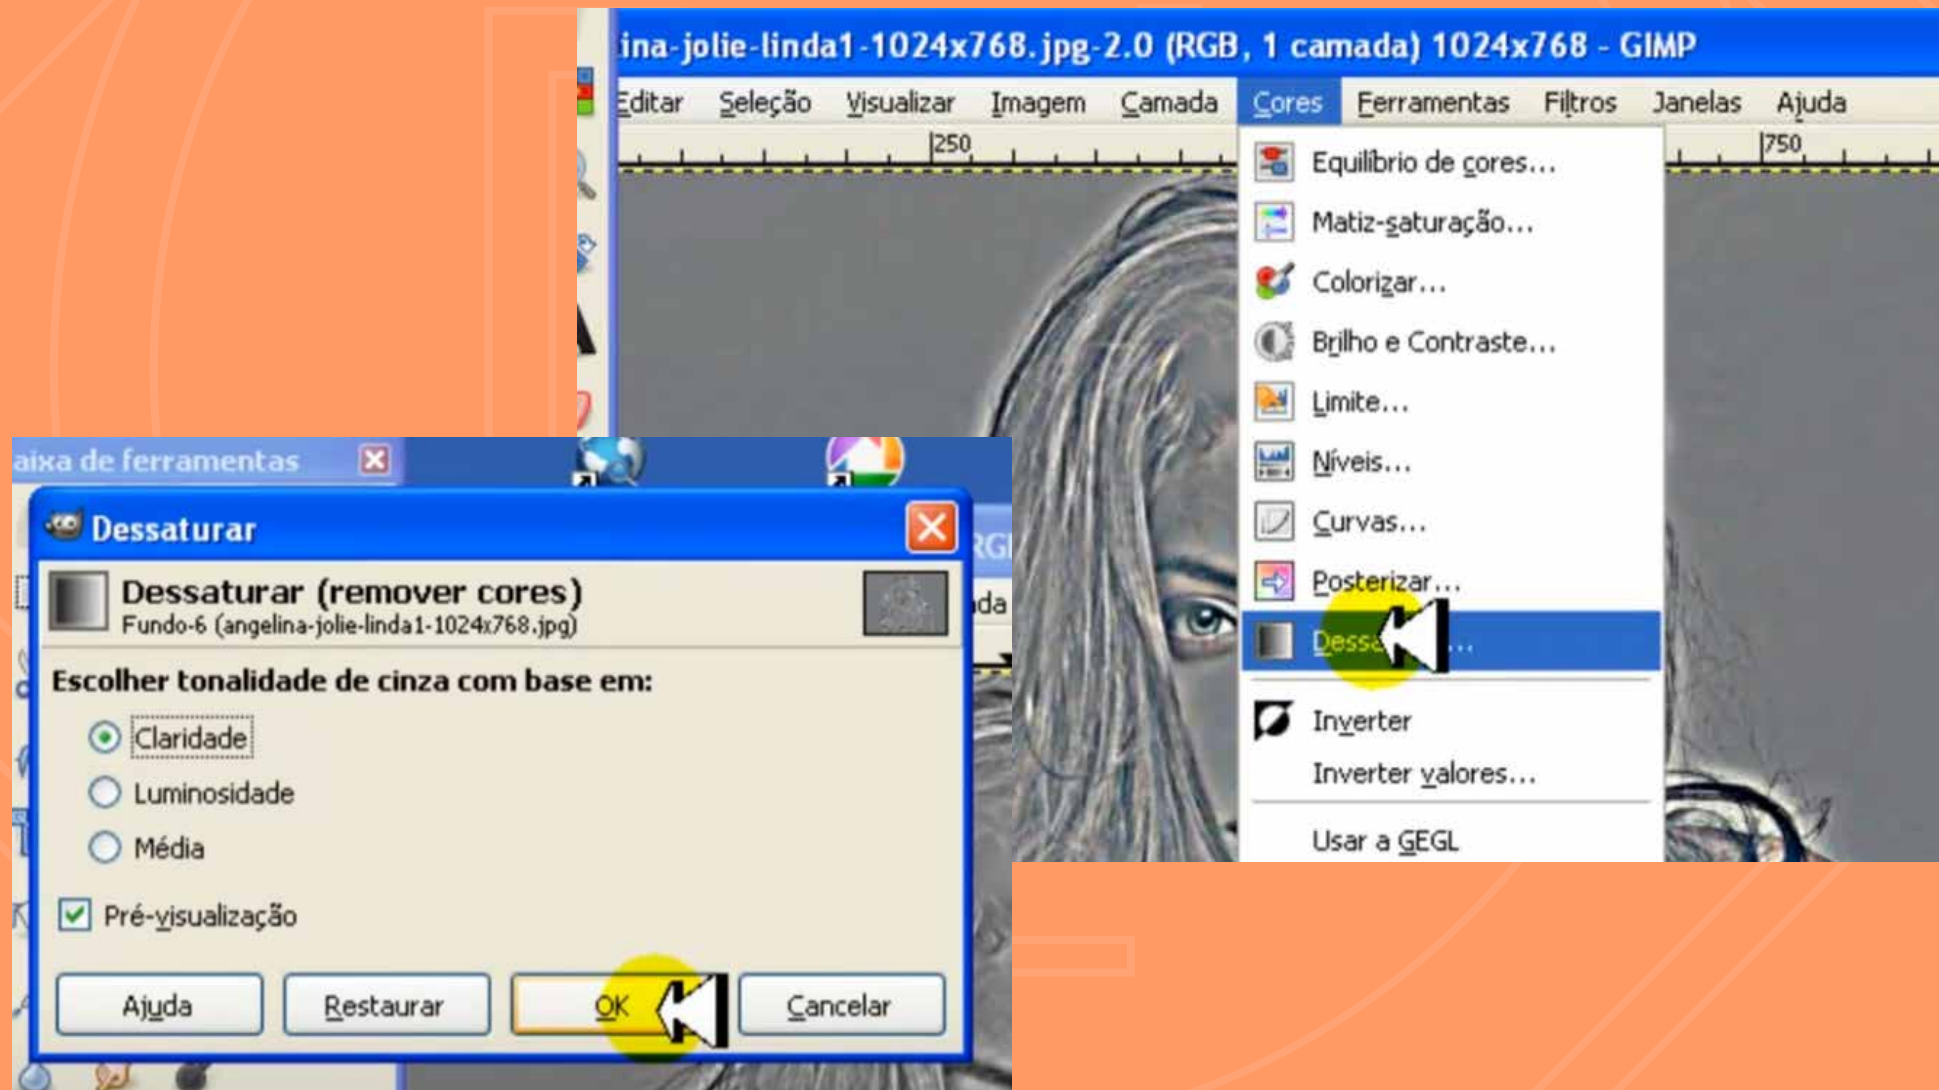 ina-jolie-linda1-1024x768.jpg-2.0 (RGB, 1 camada) 1024x768 - GIMP
Editar Seleção Visualizar Imagem Camada Cores Ferramentas Filtros Janelas Ajuda
250 750
Equilíbrio de cores...
Matiz-saturação...
Colorizar...
Brilho e Contraste...
Limite...
Níveis...
Curvas...
Posterizar...
Inverter
Inverter valores...
Usar a GEGL
aixa de ferramentas
Dessaturar
Dessaturar (remover cores)
Fundo-6 (angelina-jolie-linda1-1024x768.jpg)
Escolher tonalidade de cinza com base em:
Claridade
Luminosidade
Média
Pré-visualização
Ajuda Restaurar OK Cancelar